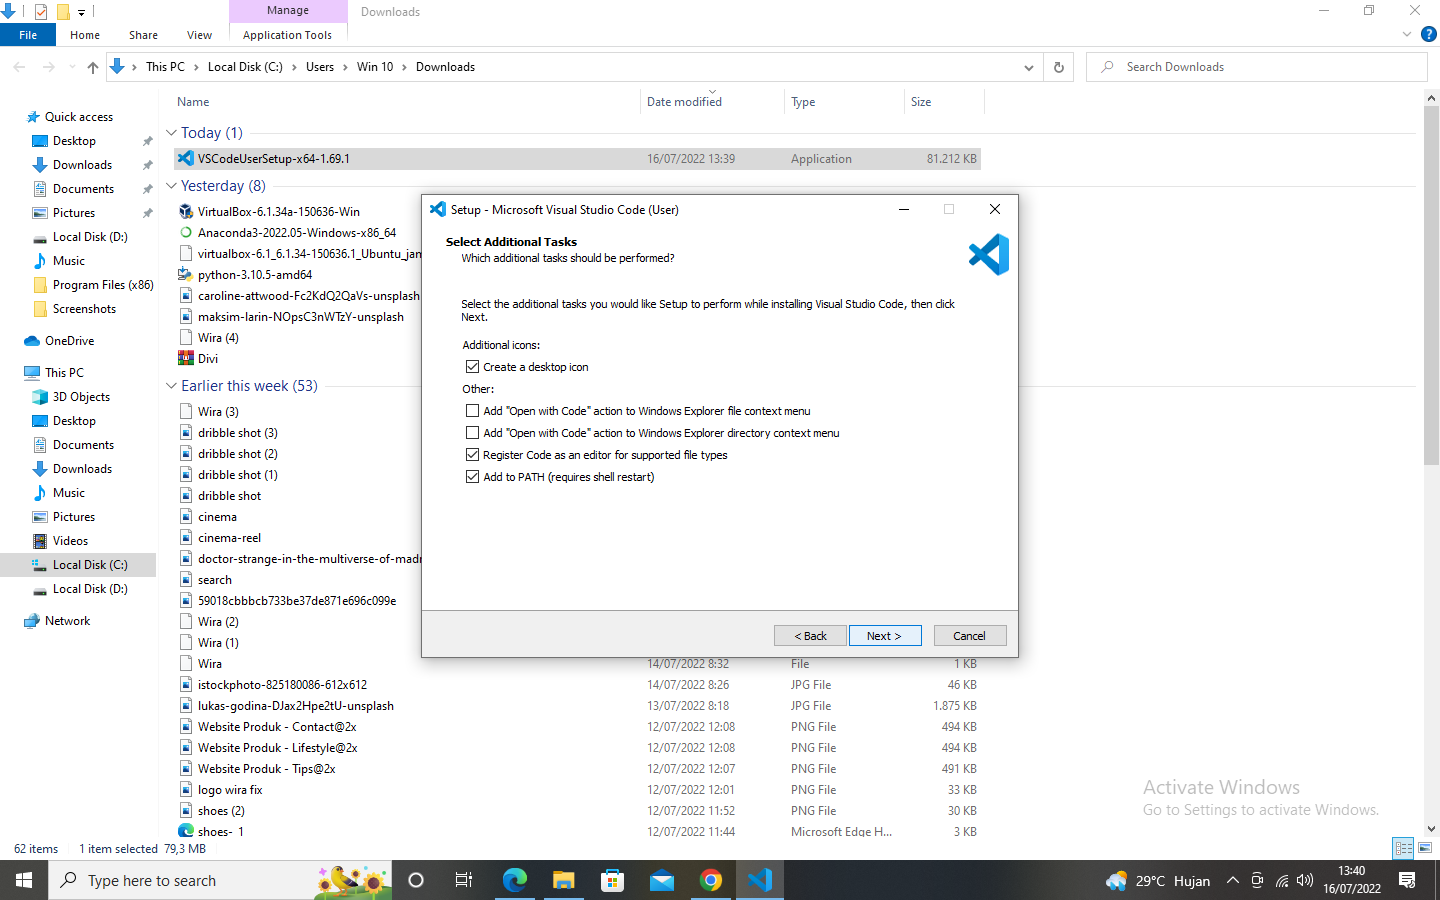 Manage
Downloads
File
Home
Share
View
Application Tools
This PC
Local Disk (C:)
Users
Win 10
Downloads
Search Downloads
Name
Date modified
Type
Size
Quick access
Desktop
Downloads
Documents
Pictures
Local Disk (D:)
Music
Program Files (x86)
Screenshots
OneDrive
This PC
3D Objects
Desktop
Documents
Downloads
Music
Pictures
Videos
Local Disk (C:)
Local Disk (D:)
Network
Today (1)
VSCodeUserSetup-x64-1.69.1 16/07/2022 13:39 Application 81.212 KB
Yesterday (8)
VirtualBox-6.1.34a-150636-Win
Anaconda3-2022.05-Windows-x86_64
virtualbox-6.1_6.1.34-150636.1_Ubuntu_jan
python-3.10.5-amd64
caroline-attwood-Fc2KdQ2QaVs-unsplash
maksim-larin-NOpsC3nWTzY-unsplash
Wira (4)
Divi
Earlier this week (53)
Wira (3)
dribble shot (3)
dribble shot (2)
dribble shot (1)
dribble shot
cinema
cinema-reel
doctor-strange-in-the-multiverse-of-madr
search
59018cbbbcb733be37de871e696c099e
Wira (2)
Wira (1)
Wira 14/07/2022 8:32 File 1 KB
istockphoto-825180086-612x612 14/07/2022 8:26 JPG File 46 KB
lukas-godina-DJax2Hpe2tU-unsplash 13/07/2022 8:18 JPG File 1.875 KB
Website Produk - Contact@2x 12/07/2022 12:08 PNG File 494 KB
Website Produk - Lifestyle@2x 12/07/2022 12:08 PNG File 494 KB
Website Produk - Tips@2x 12/07/2022 12:07 PNG File 491 KB
logo wira fix 12/07/2022 12:01 PNG File 33 KB
shoes (2) 12/07/2022 11:52 PNG File 30 KB
shoes-_1 12/07/2022 11:44 Microsoft Edge H... 3 KB
Setup - Microsoft Visual Studio Code (User)
Select Additional Tasks
Which additional tasks should be performed?
Select the additional tasks you would like Setup to perform while installing Visual Studio Code, then click
Next.
Additional icons:
Create a desktop icon
Other:
Add "Open with Code" action to Windows Explorer file context menu
Add "Open with Code" action to Windows Explorer directory context menu
Register Code as an editor for supported file types
Add to PATH (requires shell restart)
< Back
Next >
Cancel
Activate Windows
Go to Settings to activate Windows.
62 items
1 item selected 79,3 MB
Type here to search
29°C Hujan
13:40
16/07/2022